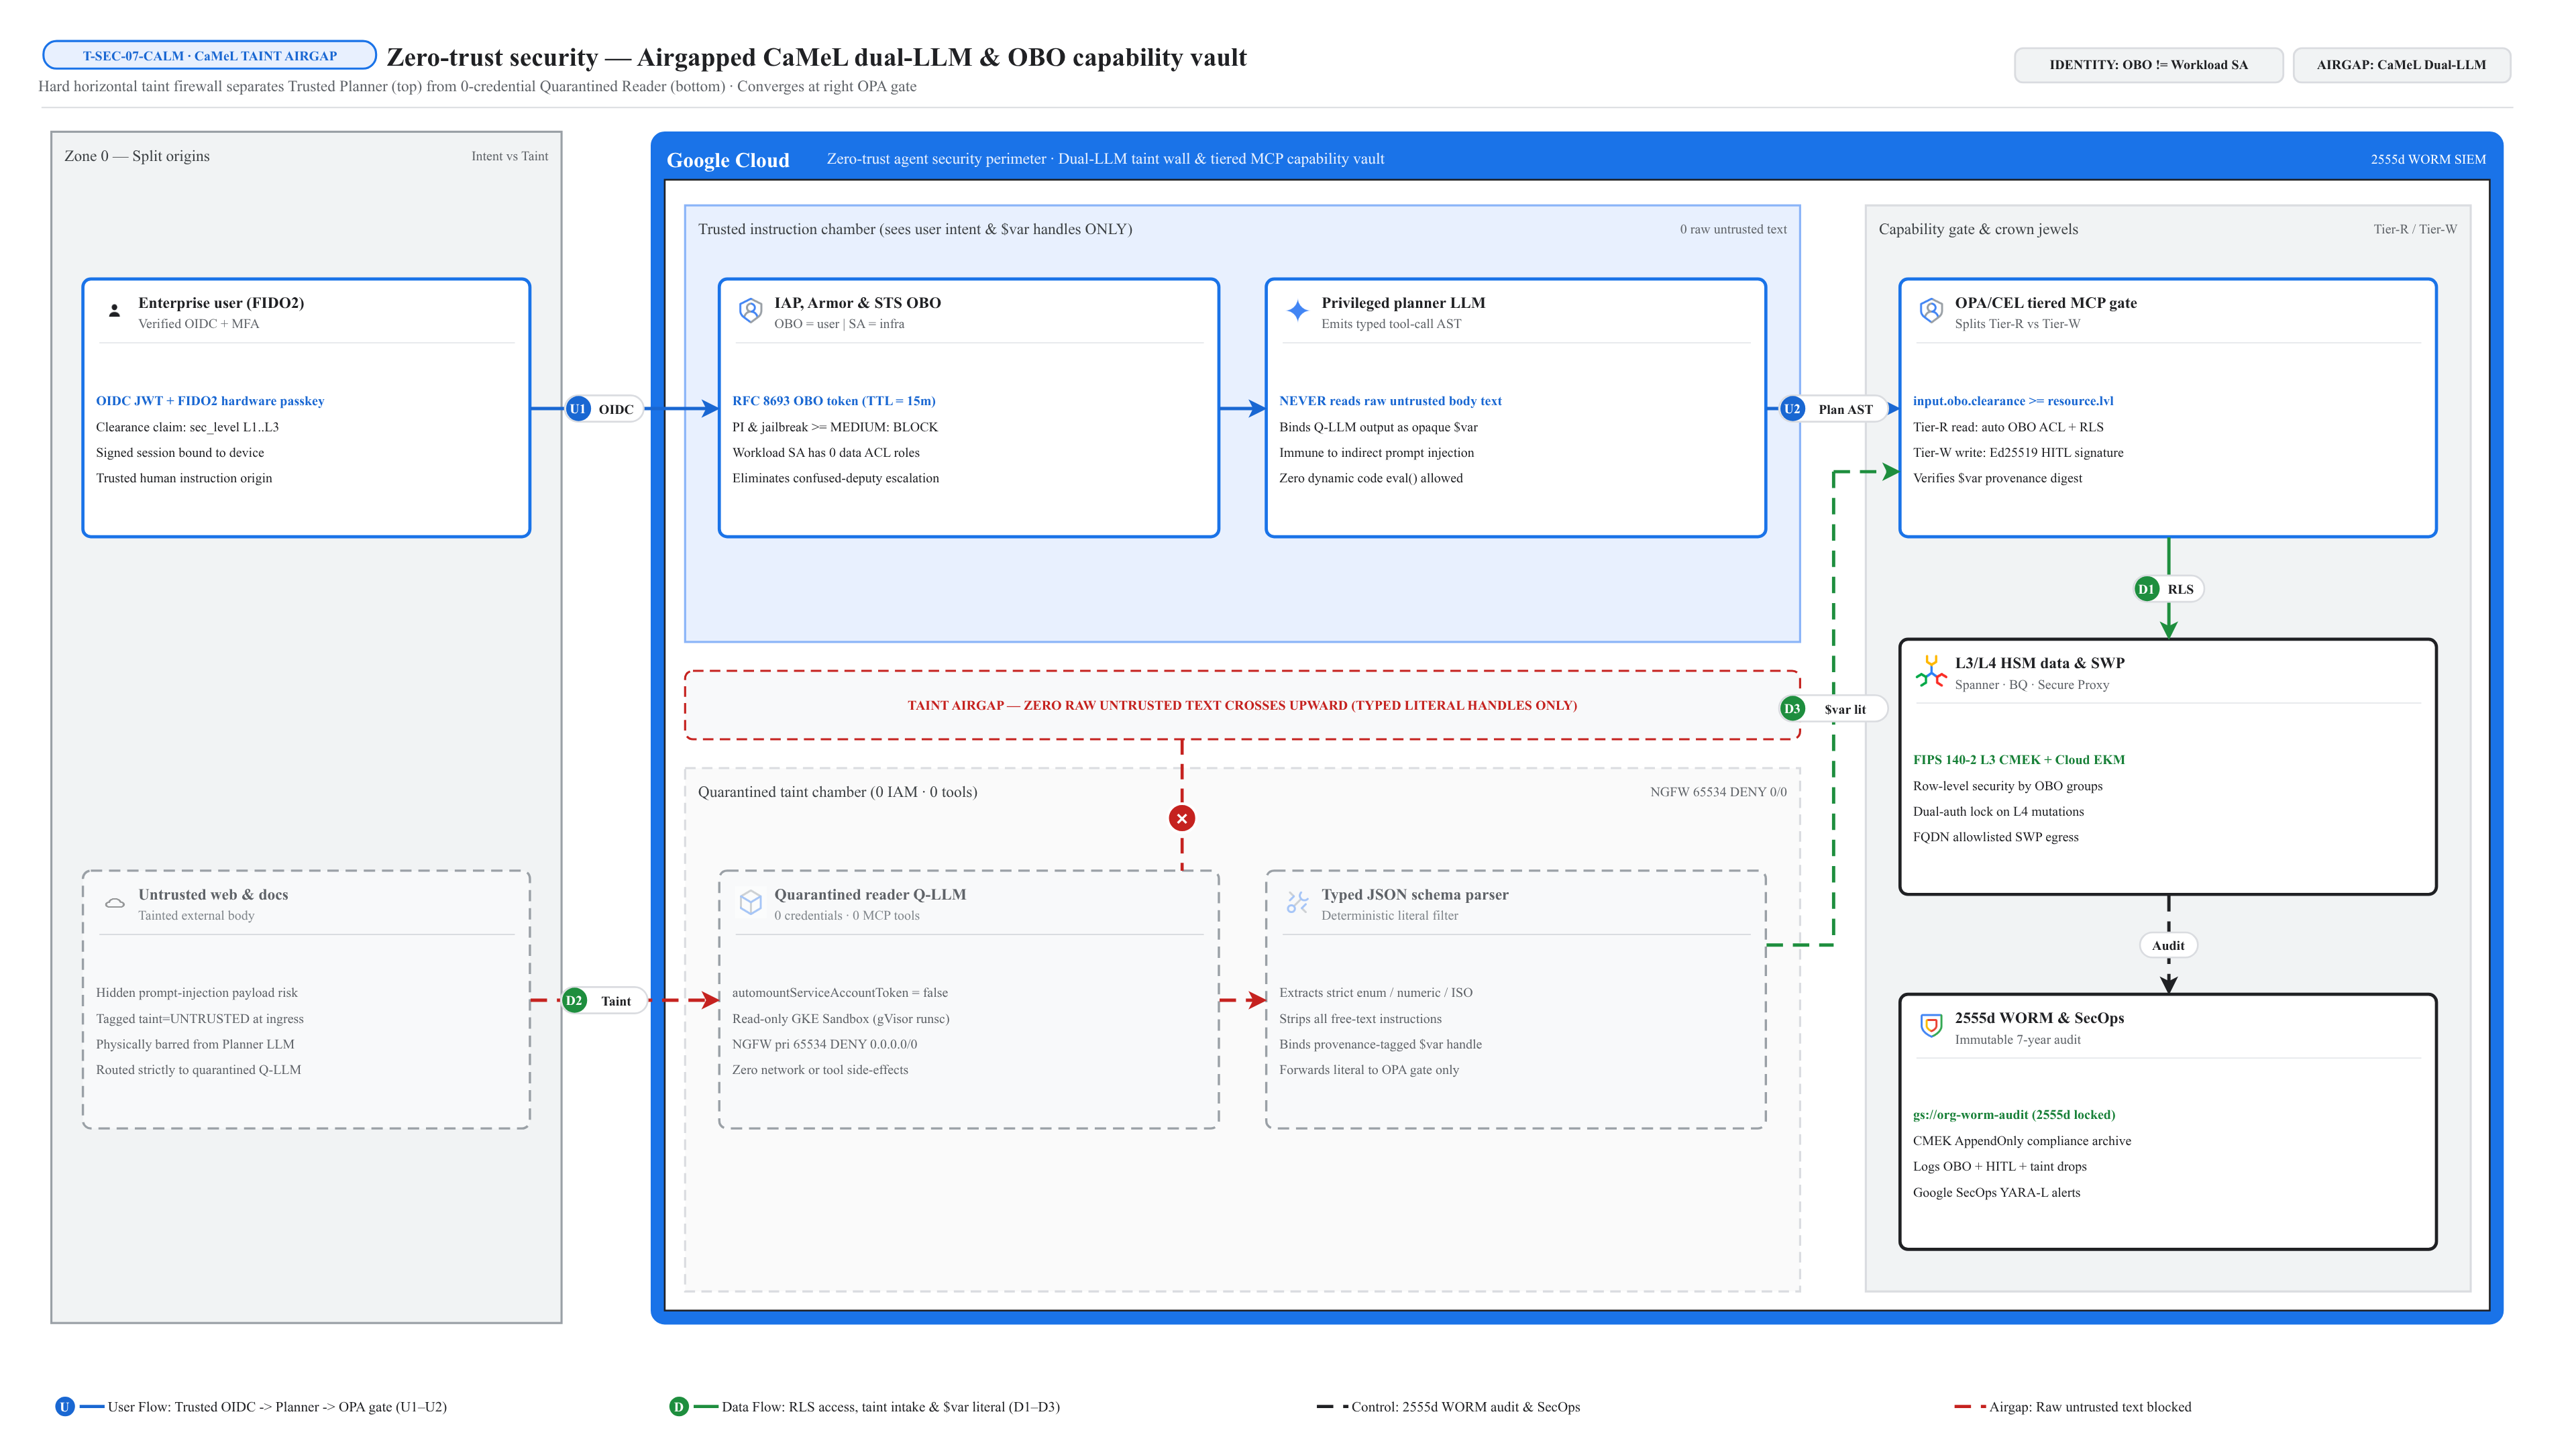 T-SEC-07-CALM · CaMeL TAINT AIRGAP
Zero-trust security — Airgapped CaMeL dual-LLM & OBO capability vault
IDENTITY: OBO != Workload SA
AIRGAP: CaMeL Dual-LLM
Hard horizontal taint firewall separates Trusted Planner (top) from 0-credential Quarantined Reader (bottom) · Converges at right OPA gate
Zone 0 — Split origins
Intent vs Taint
Enterprise user (FIDO2)
Verified OIDC + MFA
OIDC JWT + FIDO2 hardware passkey
Clearance claim: sec_level L1..L3
Signed session bound to device
Trusted human instruction origin
Untrusted web & docs
Tainted external body
Hidden prompt-injection payload risk
Tagged taint=UNTRUSTED at ingress
Physically barred from Planner LLM
Routed strictly to quarantined Q-LLM
U1 OIDC
D2 Taint
Google Cloud
Zero-trust agent security perimeter · Dual-LLM taint wall & tiered MCP capability vault
2555d WORM SIEM
Trusted instruction chamber (sees user intent & $var handles ONLY)
0 raw untrusted text
IAP, Armor & STS OBO
OBO = user | SA = infra
RFC 8693 OBO token (TTL = 15m)
PI & jailbreak >= MEDIUM: BLOCK
Workload SA has 0 data ACL roles
Eliminates confused-deputy escalation
Privileged planner LLM
Emits typed tool-call AST
NEVER reads raw untrusted body text
Binds Q-LLM output as opaque $var
Immune to indirect prompt injection
Zero dynamic code eval() allowed
U2 Plan AST
TAINT AIRGAP — ZERO RAW UNTRUSTED TEXT CROSSES UPWARD (TYPED LITERAL HANDLES ONLY)
D3 $var lit
Quarantined taint chamber (0 IAM · 0 tools)
NGFW 65534 DENY 0/0
Quarantined reader Q-LLM
0 credentials · 0 MCP tools
automountServiceAccountToken = false
Read-only GKE Sandbox (gVisor runsc)
NGFW pri 65534 DENY 0.0.0.0/0
Zero network or tool side-effects
Typed JSON schema parser
Deterministic literal filter
Extracts strict enum / numeric / ISO
Strips all free-text instructions
Binds provenance-tagged $var handle
Forwards literal to OPA gate only
Capability gate & crown jewels
Tier-R / Tier-W
OPA/CEL tiered MCP gate
Splits Tier-R vs Tier-W
input.obo.clearance >= resource.lvl
Tier-R read: auto OBO ACL + RLS
Tier-W write: Ed25519 HITL signature
Verifies $var provenance digest
D1 RLS
L3/L4 HSM data & SWP
Spanner · BQ · Secure Proxy
FIPS 140-2 L3 CMEK + Cloud EKM
Row-level security by OBO groups
Dual-auth lock on L4 mutations
FQDN allowlisted SWP egress
Audit
2555d WORM & SecOps
Immutable 7-year audit
gs://org-worm-audit (2555d locked)
CMEK AppendOnly compliance archive
Logs OBO + HITL + taint drops
Google SecOps YARA-L alerts
U User Flow: Trusted OIDC -> Planner -> OPA gate (U1–U2)
D Data Flow: RLS access, taint intake & $var literal (D1–D3)
Control: 2555d WORM audit & SecOps
Airgap: Raw untrusted text blocked